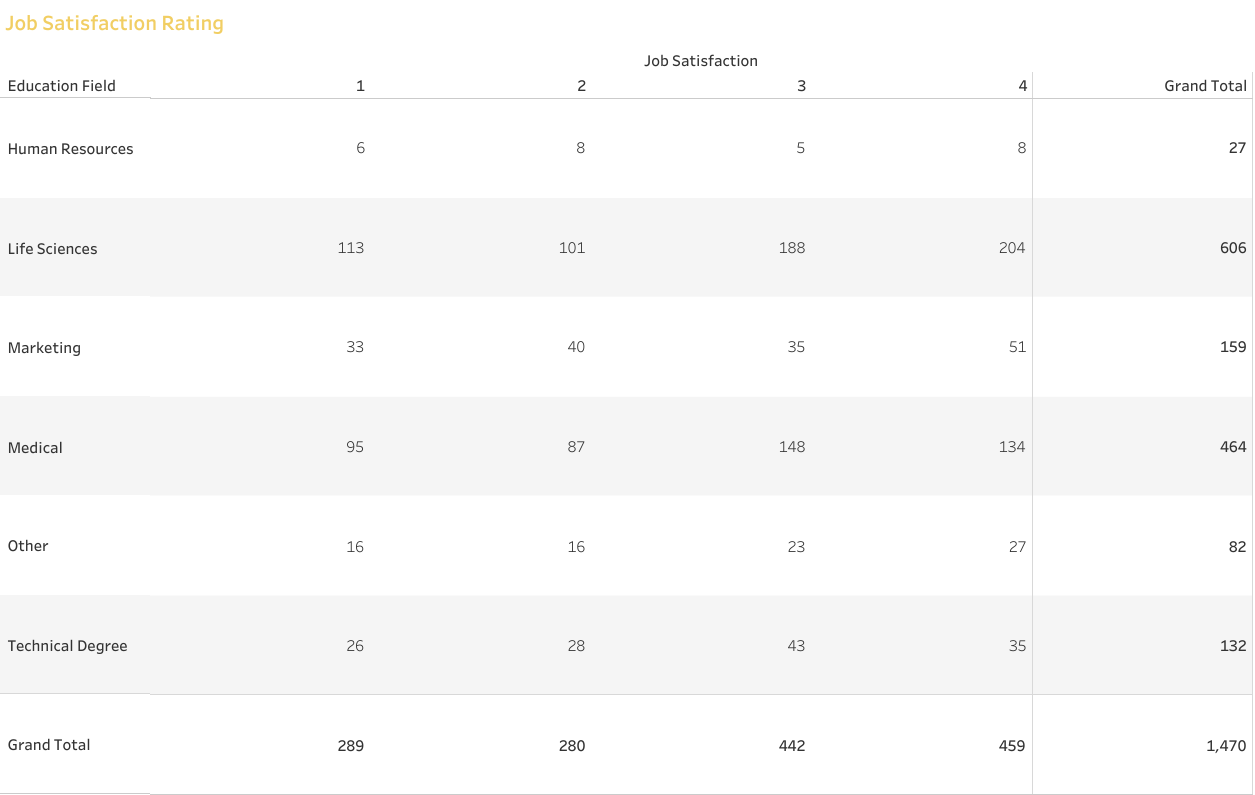 Job Satisfaction Rating
Job Satisfaction
Education Field 1 2 3 4 Grand Total
Human Resources 6 8 5 8 27
Life Sciences 113 101 188 204 606
Marketing 33 40 35 51 159
Medical 95 87 148 134 464
Other 16 16 23 27 82
Technical Degree 26 28 43 35 132
Grand Total 289 280 442 459 1,470